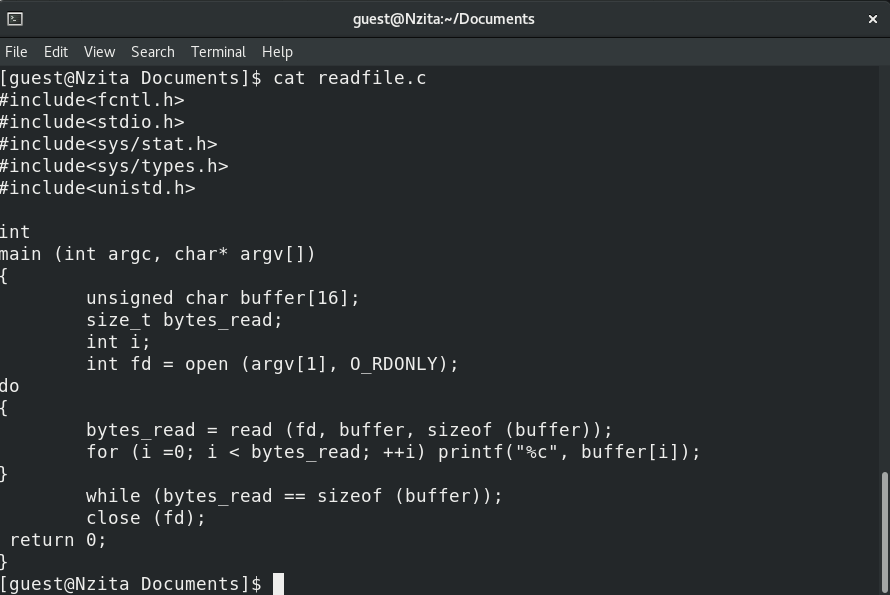 guest@Nzita:~/Documents
×
File Edit View Search Terminal Help
[guest@Nzita Documents]$ cat readfile.c
#include<fcntl.h>
#include<stdio.h>
#include<sys/stat.h>
#include<sys/types.h>
#include<unistd.h>

int
main (int argc, char* argv[])
{
        unsigned char buffer[16];
        size_t bytes_read;
        int i;
        int fd = open (argv[1], O_RDONLY);
do
{
        bytes_read = read (fd, buffer, sizeof (buffer));
        for (i =0; i < bytes_read; ++i) printf("%c", buffer[i]);
}
        while (bytes_read == sizeof (buffer));
        close (fd);
 return 0;
}
[guest@Nzita Documents]$